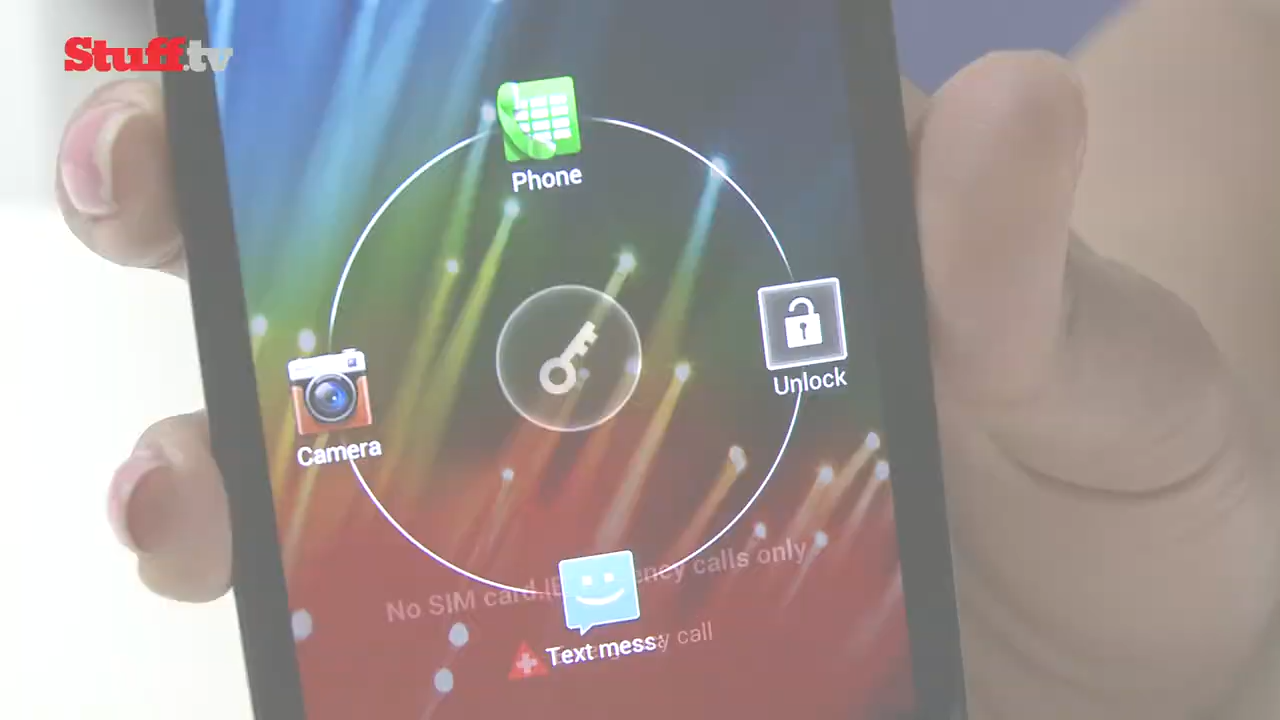 Stuff.tv
Phone
Unlock
Camera
No SIM card. calls only
Text mess
call